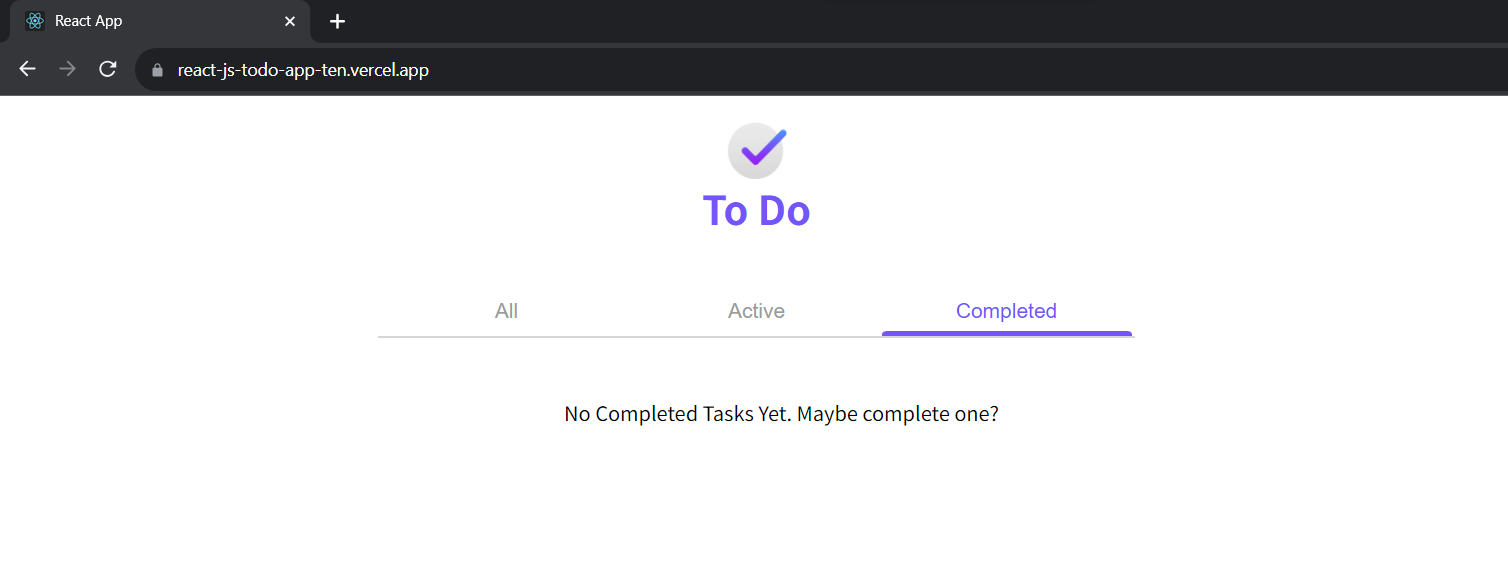 React App
react-js-todo-app-ten.vercel.app
To Do
All Active Completed
No Completed Tasks Yet. Maybe complete one?